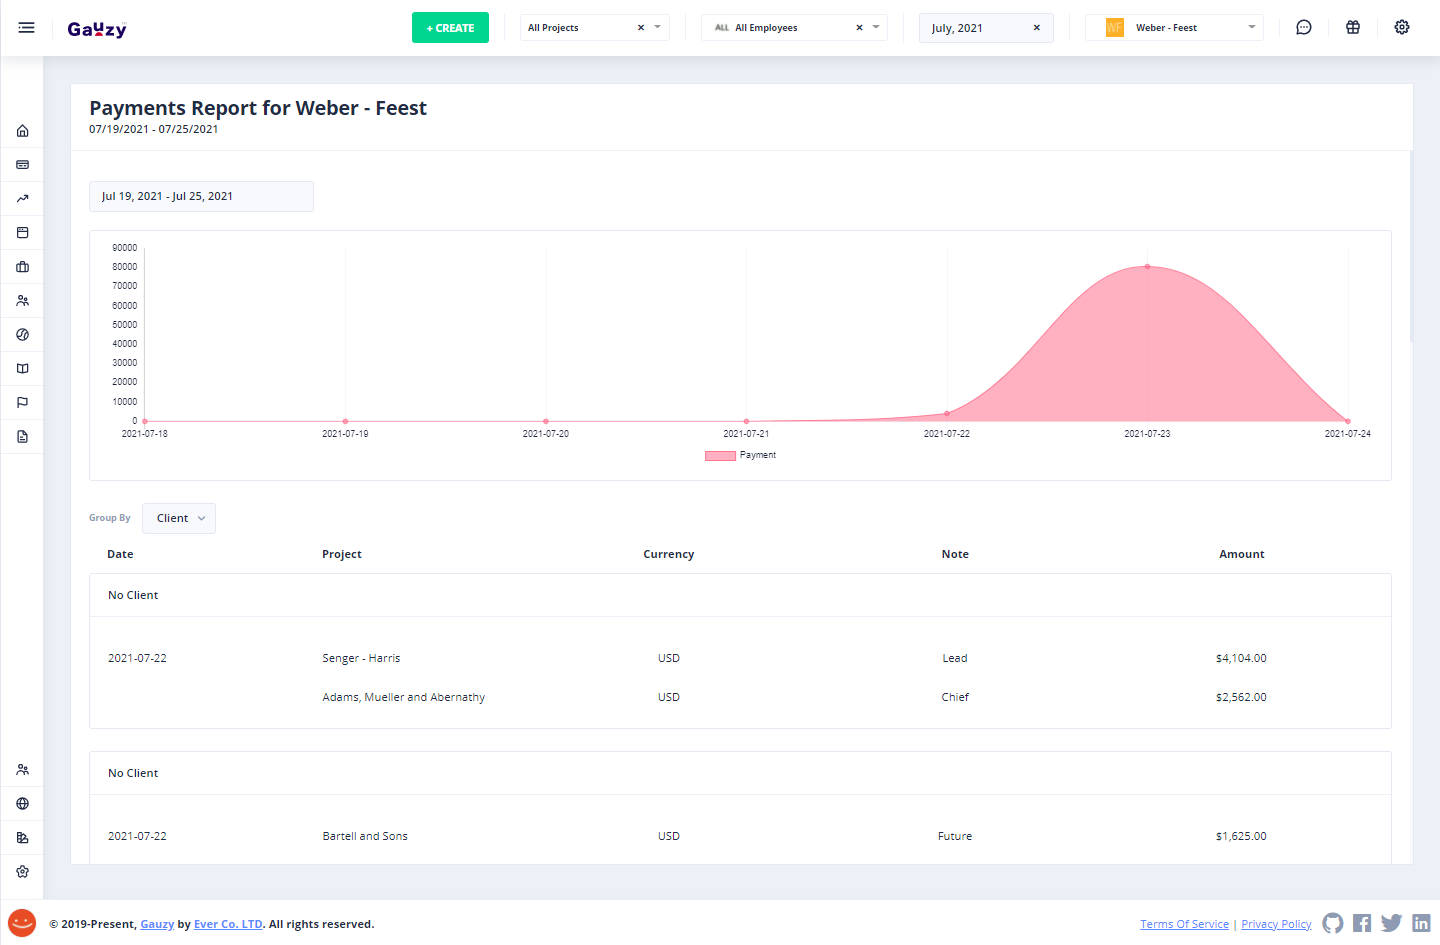 Gauzy
+ CREATE
All Projects ×
ALL All Employees ×
July, 2021 ×
WF Weber - Feest
Payments Report for Weber - Feest
07/19/2021 - 07/25/2021
Jul 19, 2021 - Jul 25, 2021
90000
80000
70000
60000
50000
40000
30000
20000
10000
0
2021-07-18 2021-07-19 2021-07-20 2021-07-21 2021-07-22 2021-07-23 2021-07-24
Payment
Group By Client
Date Project Currency Note Amount
No Client
2021-07-22 Senger - Harris USD Lead $4,104.00
Adams, Mueller and Abernathy USD Chief $2,562.00
No Client
2021-07-22 Bartell and Sons USD Future $1,625.00
© 2019-Present, Gauzy by Ever Co. LTD. All rights reserved.
Terms Of Service | Privacy Policy